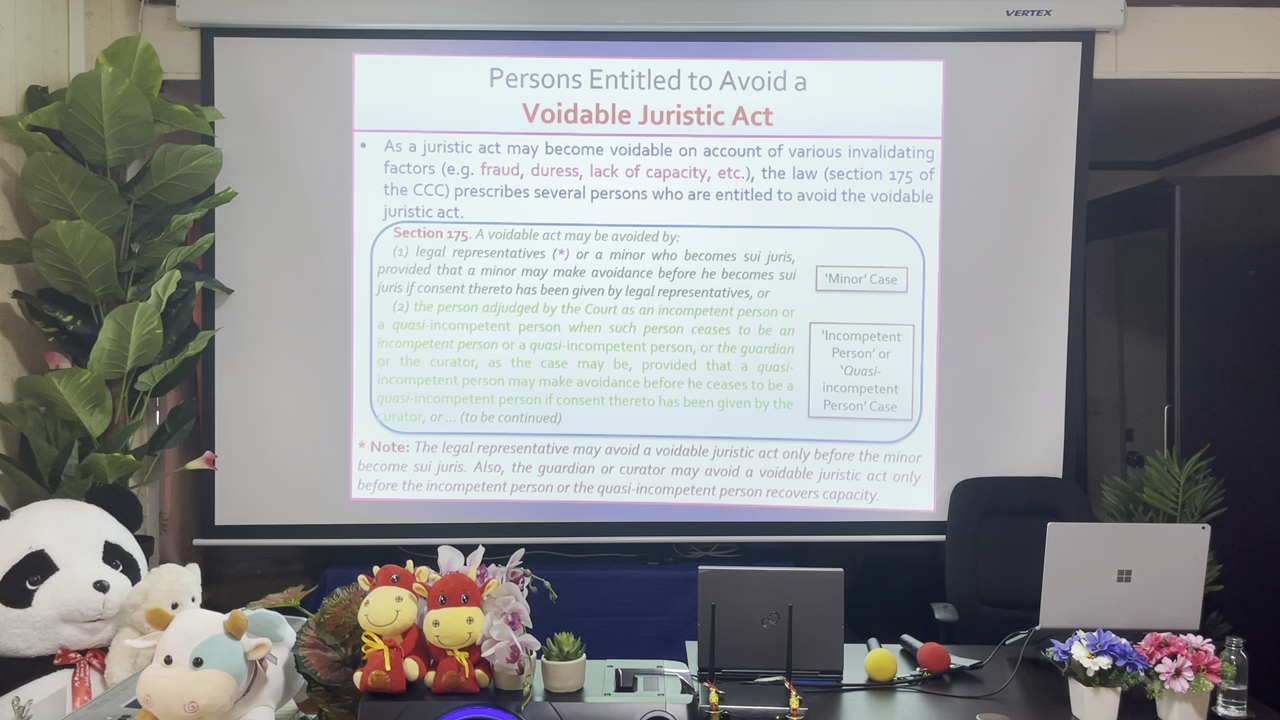 VERTEX
Persons Entitled to Avoid a
Voidable Juristic Act
• As a juristic act may become voidable on account of various invalidating
factors (e.g. fraud, duress, lack of capacity, etc.), the law (section 175 of
the CCC) prescribes several persons who are entitled to avoid the voidable
juristic act.
Section 175. A voidable act may be avoided by:
(1) legal representatives (*) or a minor who becomes sui juris,
provided that a minor may make avoidance before he becomes sui
juris if consent thereto has been given by legal representatives, or
'Minor' Case
(2) the person adjudged by the Court as an incompetent person or
a quasi-incompetent person when such person ceases to be an
incompetent person or a quasi-incompetent person, or the guardian
or the curator, as the case may be, provided that a quasi-
incompetent person may make avoidance before he ceases to be a
quasi-incompetent person if consent thereto has been given by the
curator, or ... (to be continued)
'Incompetent
Person' or
'Quasi-
incompetent
Person' Case
* Note: The legal representative may avoid a voidable juristic act only before the minor
become sui juris. Also, the guardian or curator may avoid a voidable juristic act only
before the incompetent person or the quasi-incompetent person recovers capacity.